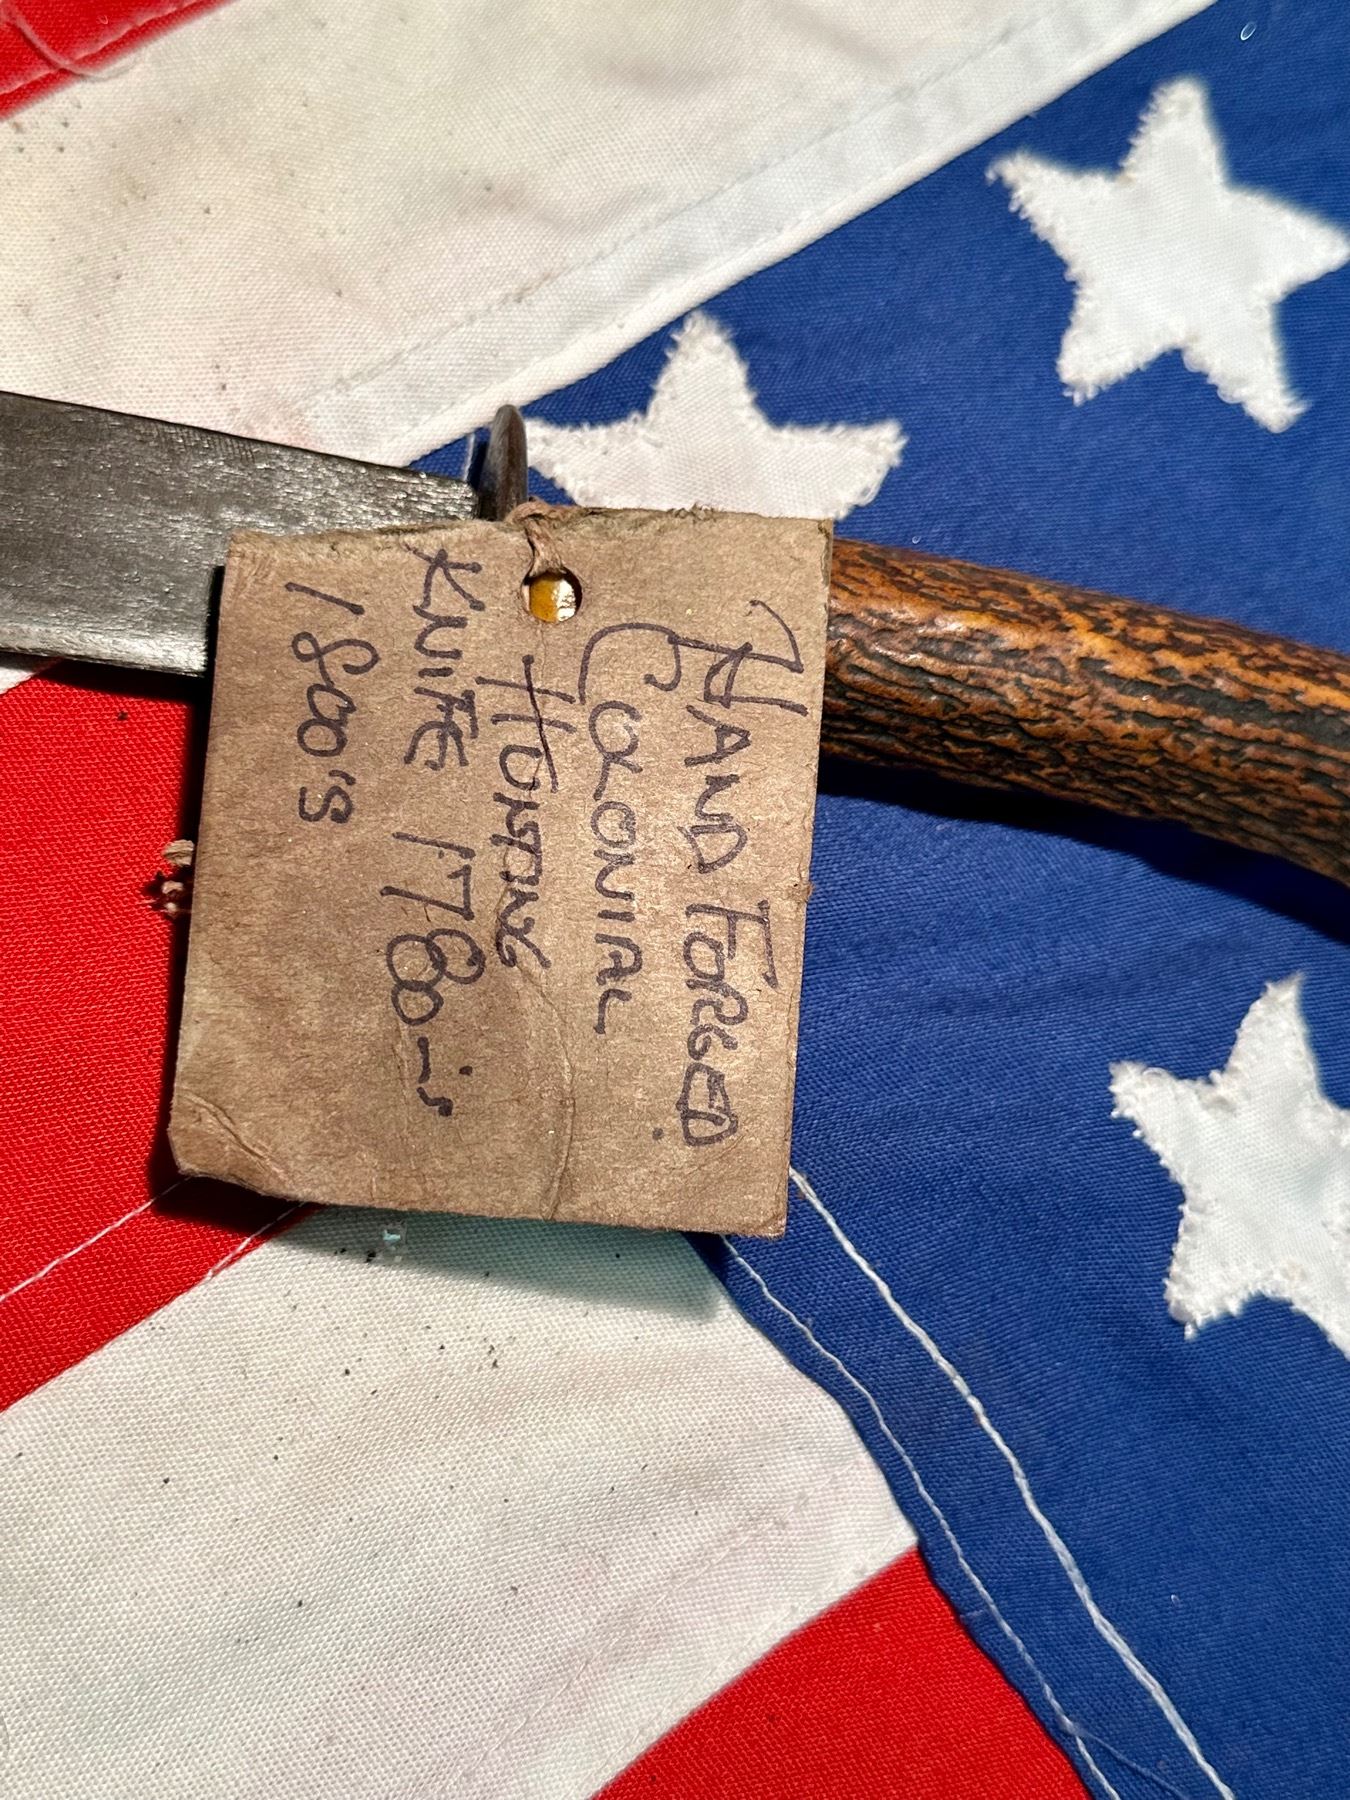 HAND FORGED
COLONIAL
HUNTING
KNIFE 1780-'s
1800's